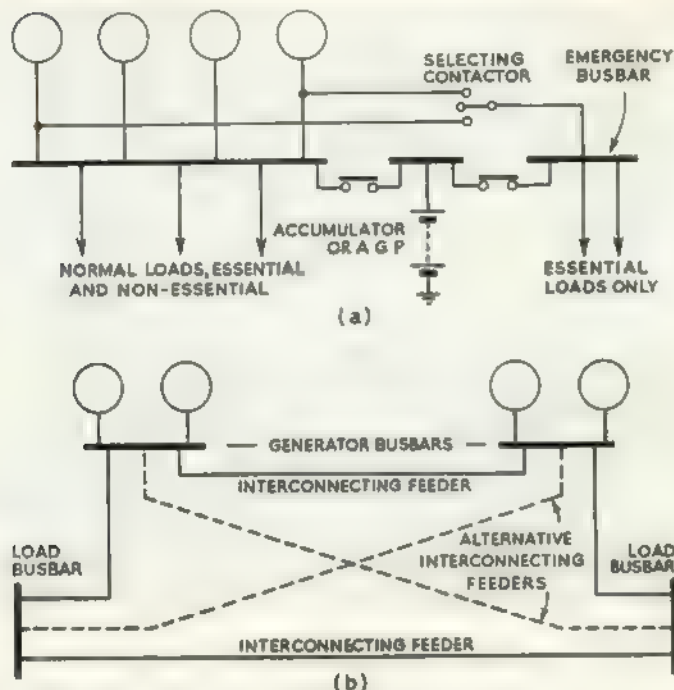 SELECTING
CONTACTOR
EMERGENCY
BUSBAR
ACCUMULATOR
OR A G P
NORMAL LOADS, ESSENTIAL
AND NON-ESSENTIAL
ESSENTIAL
LOADS ONLY
(a)
GENERATOR BUSBARS
INTERCONNECTING FEEDER
LOAD
BUSBAR
ALTERNATIVE
INTERCONNECTING
FEEDERS
LOAD
BUSBAR
INTERCONNECTING FEEDER
(b)